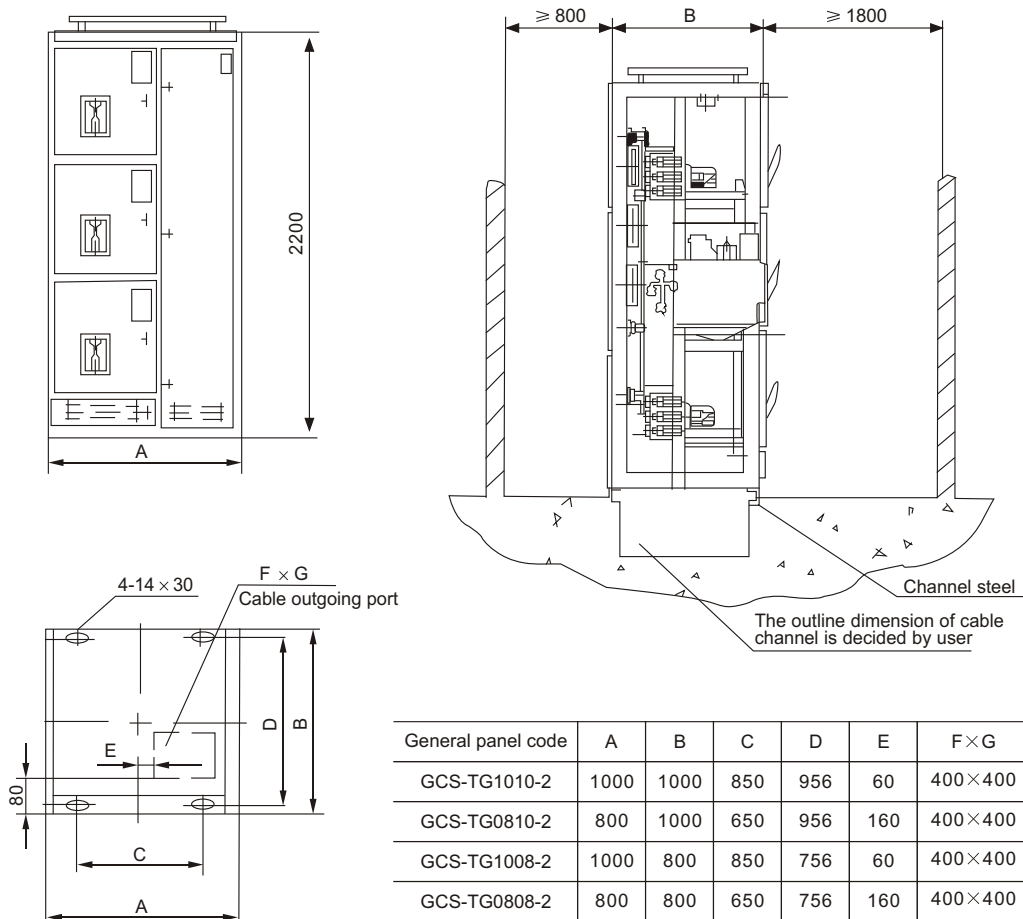 ≥ 800
B
≥ 1800
2200
A
4-14 × 30
F × G
Cable outgoing port
Channel steel
The outline dimension of cable
channel is decided by user
D
B
E
80
C
A
General panel code A B C D E F×G
GCS-TG1010-2 1000 1000 850 956 60 400×400
GCS-TG0810-2 800 1000 650 956 160 400×400
GCS-TG1008-2 1000 800 850 756 60 400×400
GCS-TG0808-2 800 800 650 756 160 400×400